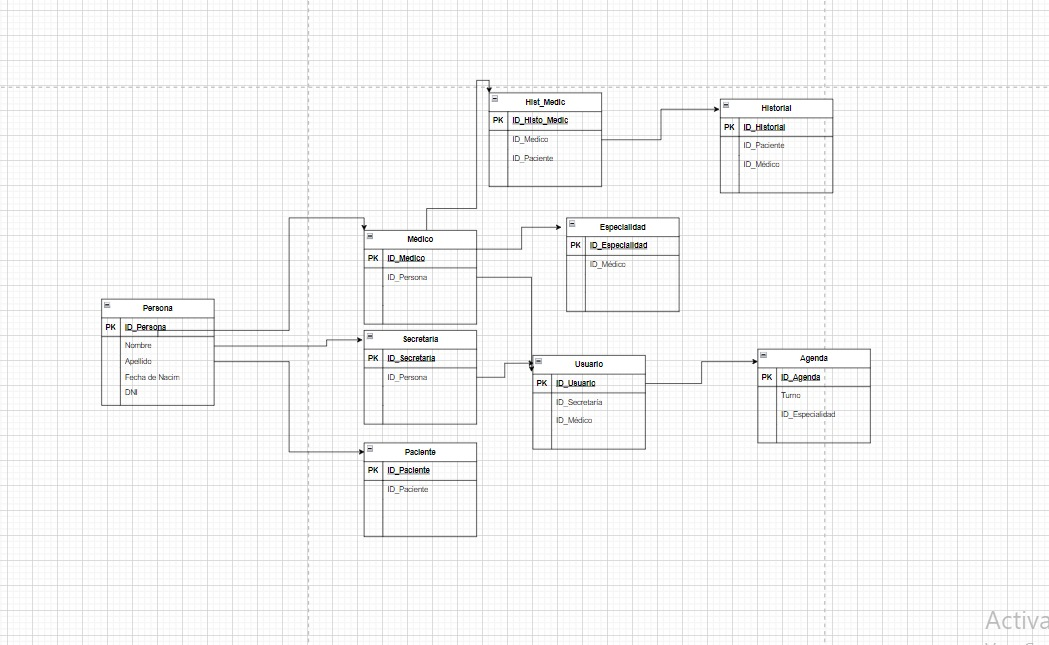 Hist_Medic
PK ID_Histo_Medic
ID_Medico
ID_Paciente
Historial
PK ID_Historial
ID_Paciente
ID_Médico
Médico
PK ID_Medico
ID_Persona
Especialidad
PK ID_Especialidad
ID_Médico
Persona
PK ID_Persona
Nombre
Apellido
Fecha de Nacim
DNI
Secretaria
PK ID_Secretaria
ID_Persona
Usuario
PK ID_Usuario
ID_Secretaría
ID_Médico
Agenda
PK ID_Agenda
Turno
ID_Especialidad
Paciente
PK ID_Paciente
ID_Paciente
Activa